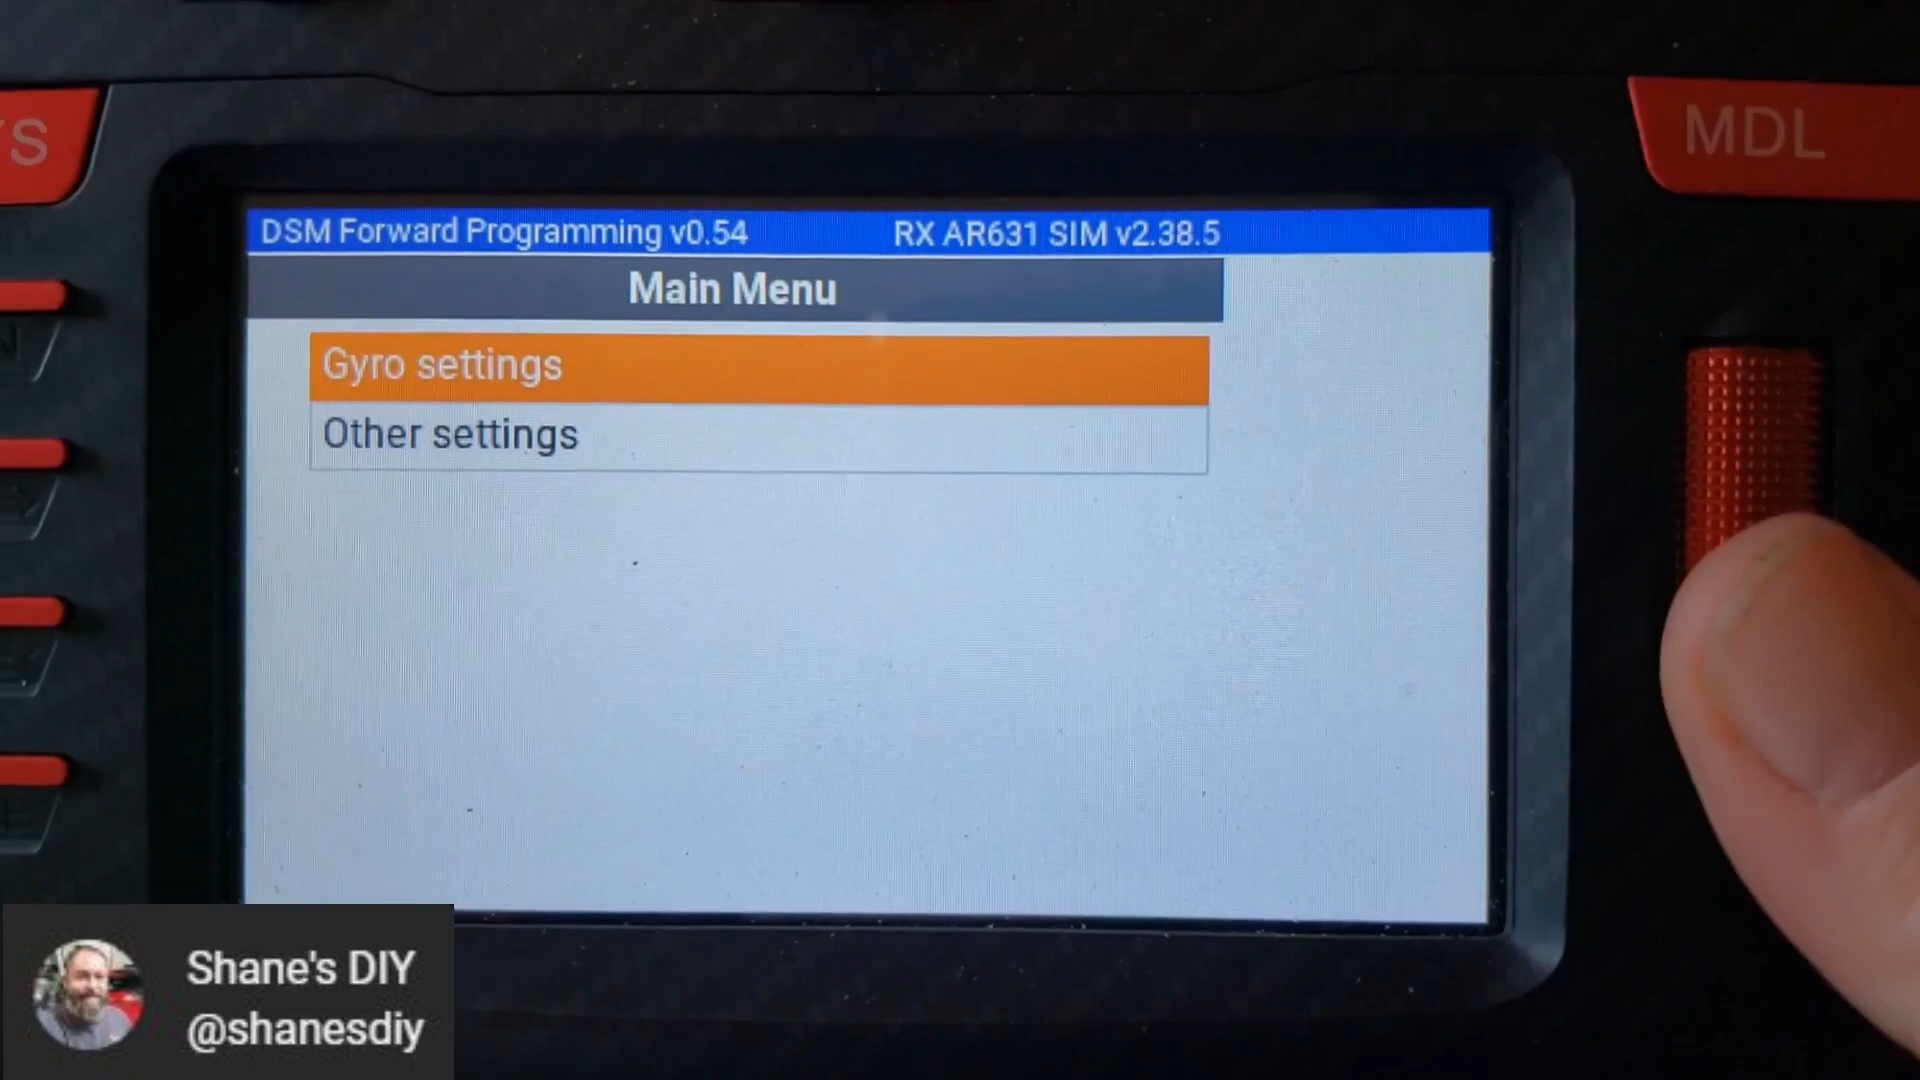 YS
MDL
DSM Forward Programming v0.54 RX AR631 SIM v2.38.5
Main Menu
Gyro settings
Other settings
Shane's DIY
@shanesdiy